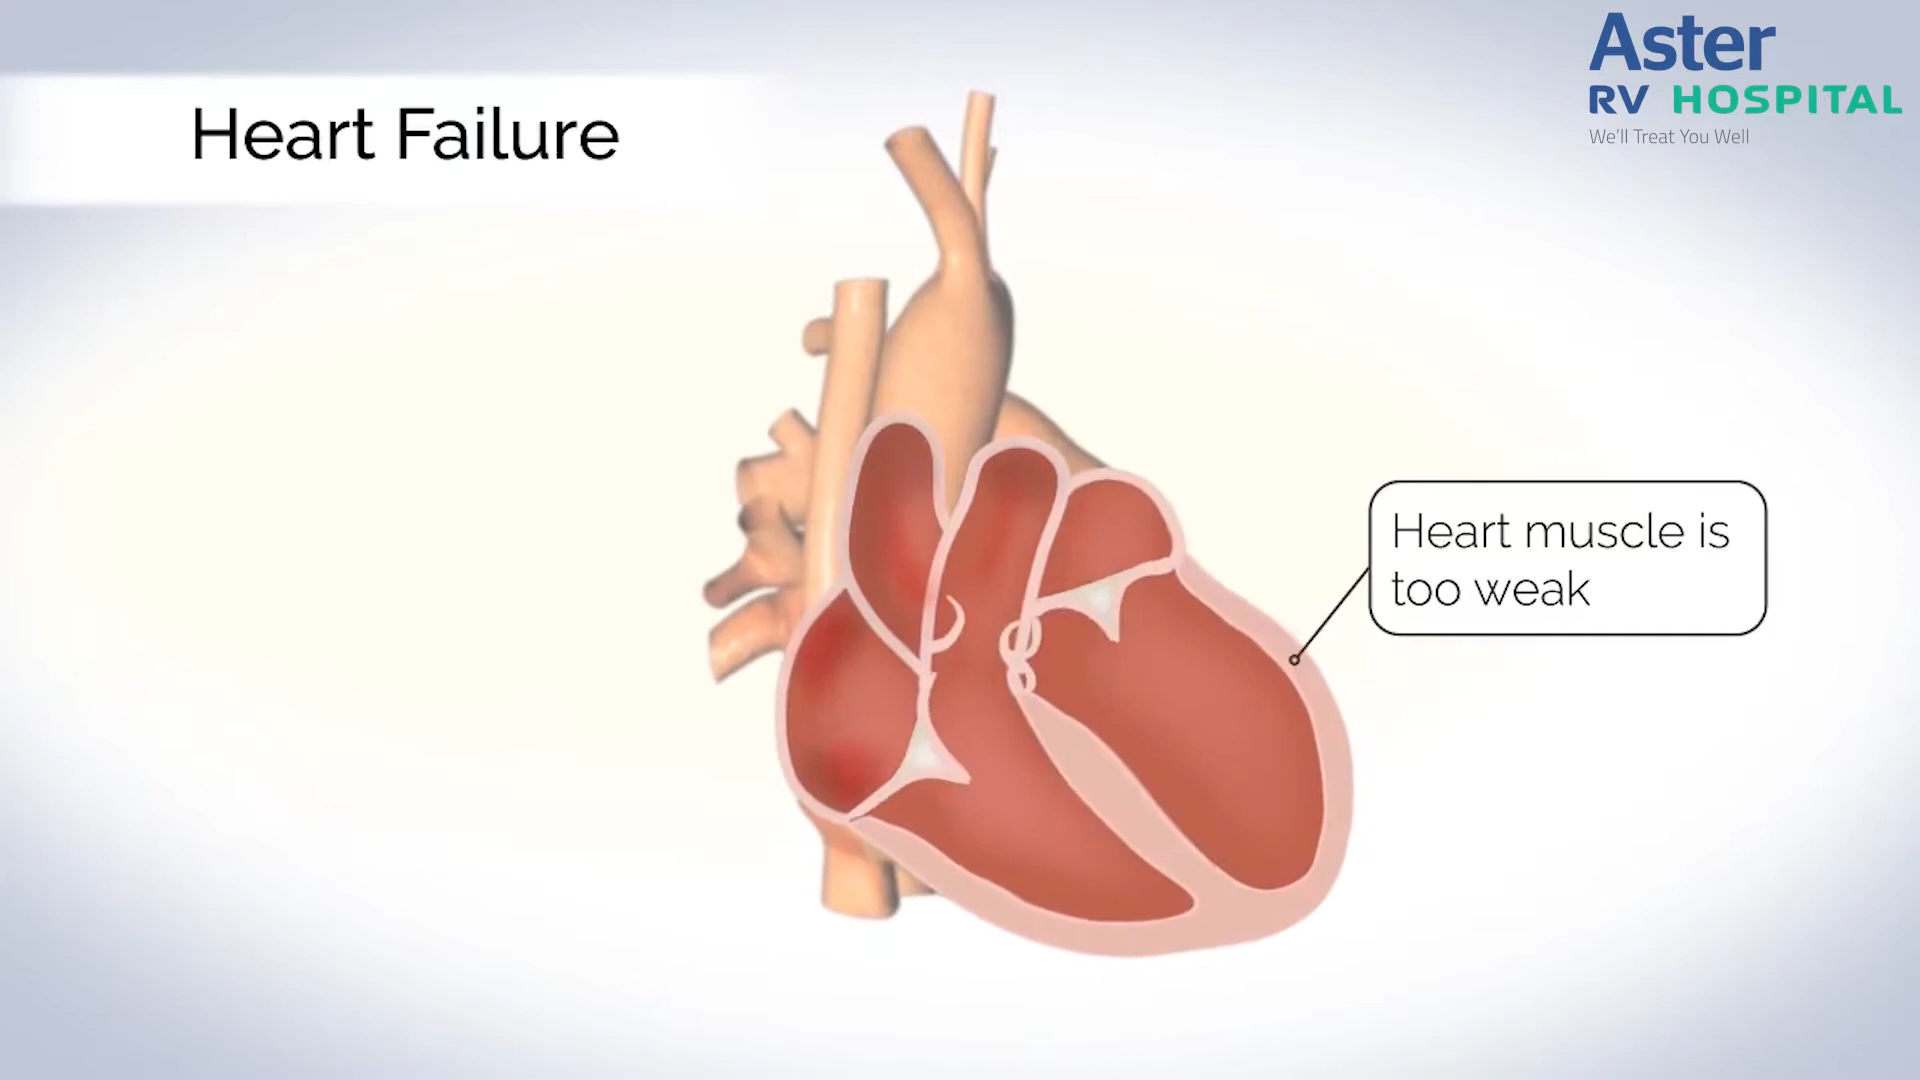 Aster
RV HOSPITAL
We'll Treat You Well
Heart Failure
Heart muscle is
too weak